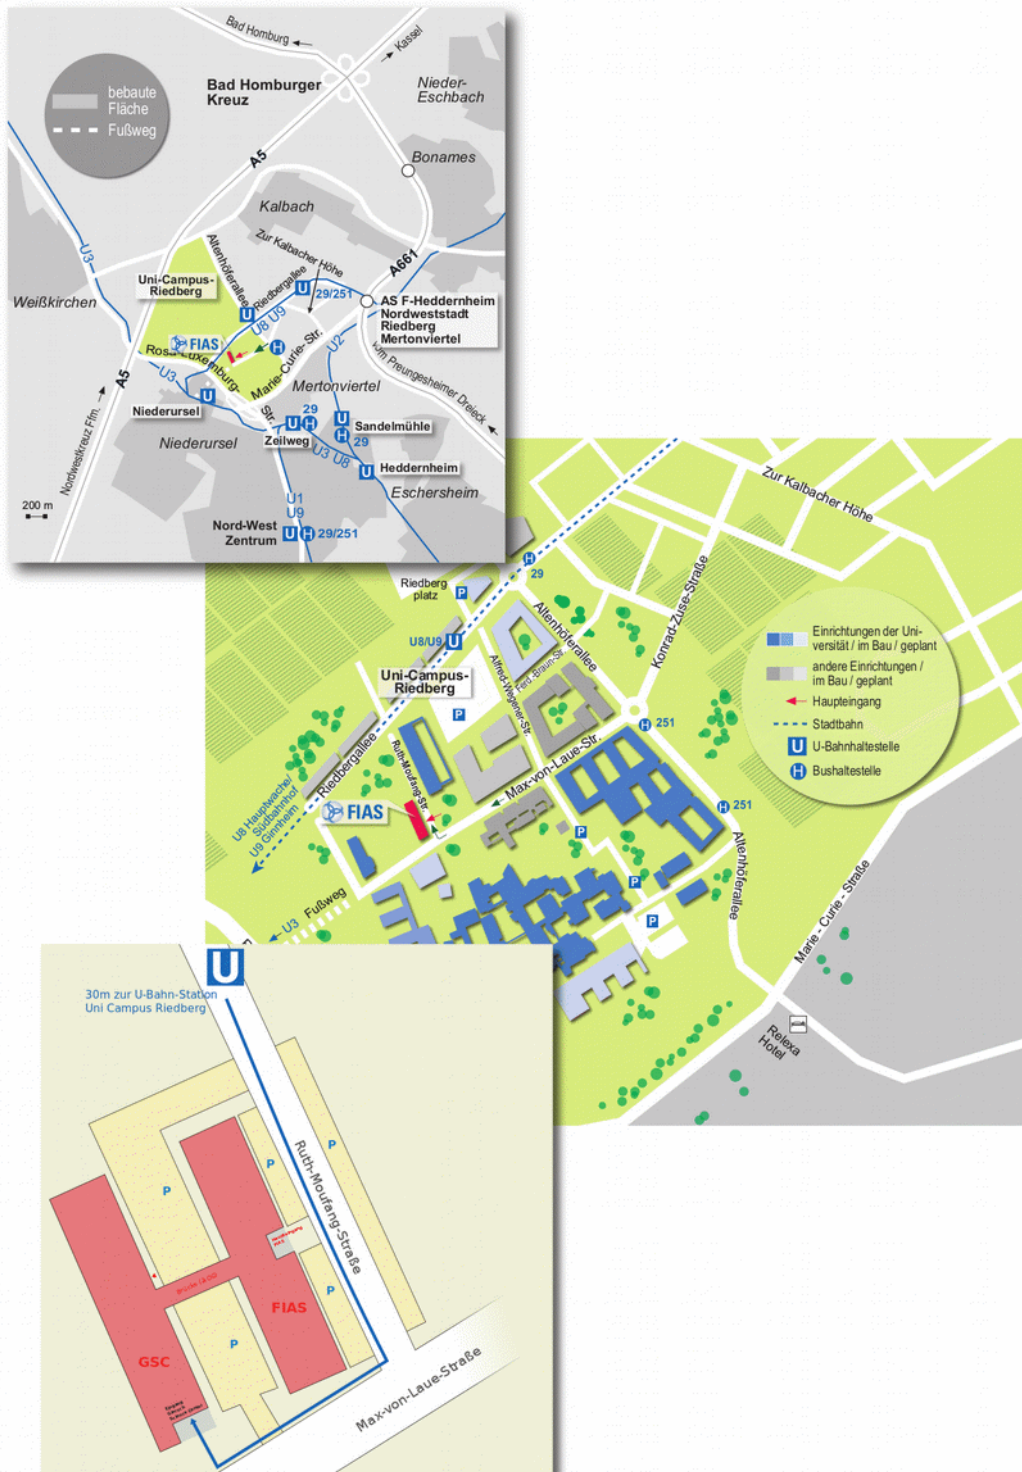 Bad Homburg
Kassel
Bad Homburger
Kreuz
Nieder-
Eschbach
bebaute
Fläche
Fußweg
A5
Bonames
Kalbach
Zur Kalbacher Höhe
Altenhöferallee
A661
U3
Uni-Campus-
Riedberg
Riedbergallee
29/251
Weißkirchen
AS F-Heddernheim
Nordweststadt
Riedberg
Mertonviertel
U8 U9
FIAS
U2
Rosa-Luxemburg-
Str.
Marie-Curie-Str.
vom Preungesheimer Dreieck
A5
U3
Mertonviertel
Niederursel
29
Sandelmühle
Niederursel
Zeilweg
29
U3 U8
Heddernheim
Nordwestkreuz Ffm.
Eschersheim
200 m
U1
U9
Nord-West
Zentrum
29/251
Zur Kalbacher Höhe
Riedberg
platz
P
H
29
Altenhöferallee
Konrad-Zuse-Straße
U8/U9
U
Uni-Campus-
Riedberg
Alfred-Wegener-Str.
Ferd.-Braun-Str.
P
Einrichtungen der Uni-
versität / im Bau / geplant
andere Einrichtungen /
im Bau / geplant
Haupteingang
Stadtbahn
U U-Bahnhaltestelle
H Bushaltestelle
H 251
Riedbergallee
Ruth-Moufang-Str.
Max-von-Laue-Str.
U8 Hauptwache/
Südbahnhof
U9 Ginnheim
FIAS
H 251
P
Altenhöferallee
P
Marie - Curie - Straße
Fußweg
U3
P
Relexa
Hotel
U
30m zur U-Bahn-Station
Uni Campus Riedberg
P
P
P
Ruth-Moufang-Straße
P
FIAS
P
GSC
Max-von-Laue-Straße